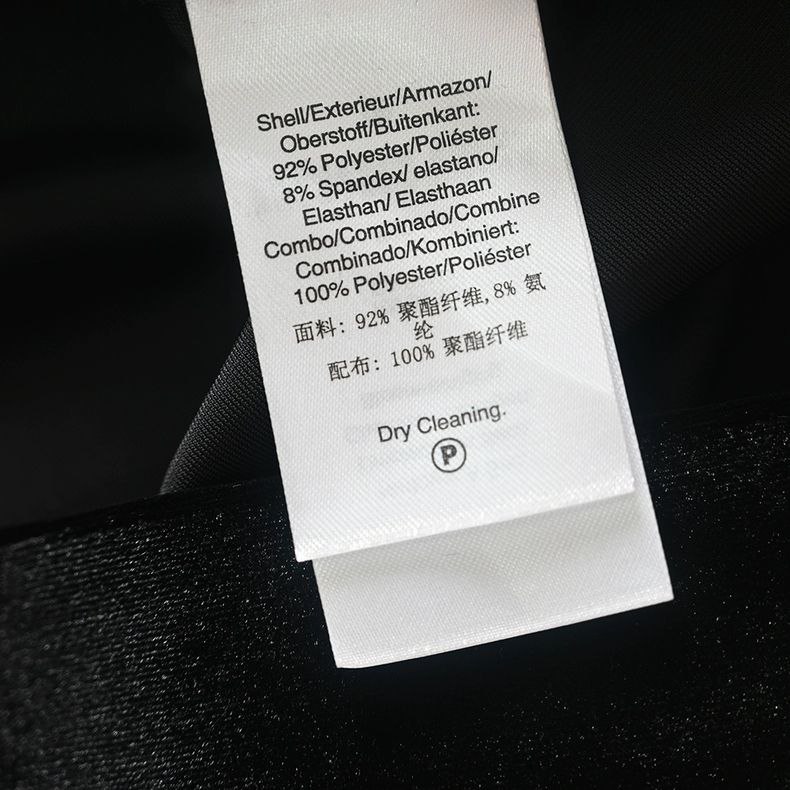 Shell/Exterieur/Armazon/
Oberstoff/Buitenkant:
92% Polyester/Poliéster
8% Spandex/ elastano/
Elasthan/ Elasthaan
Combo/Combinado/Combine
Combinado/Kombiniert:
100% Polyester/Poliéster
面料: 92% 聚酯纤维,8% 氨
纶
配布: 100% 聚酯纤维
Dry Cleaning.
P